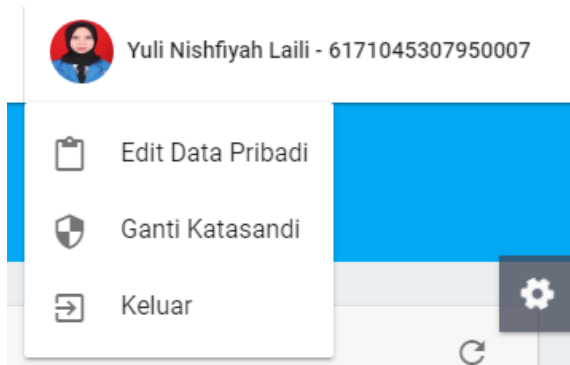 Yuli Nishfiyah Laili - 6171045307950007
Edit Data Pribadi
Ganti Katasandi
Keluar